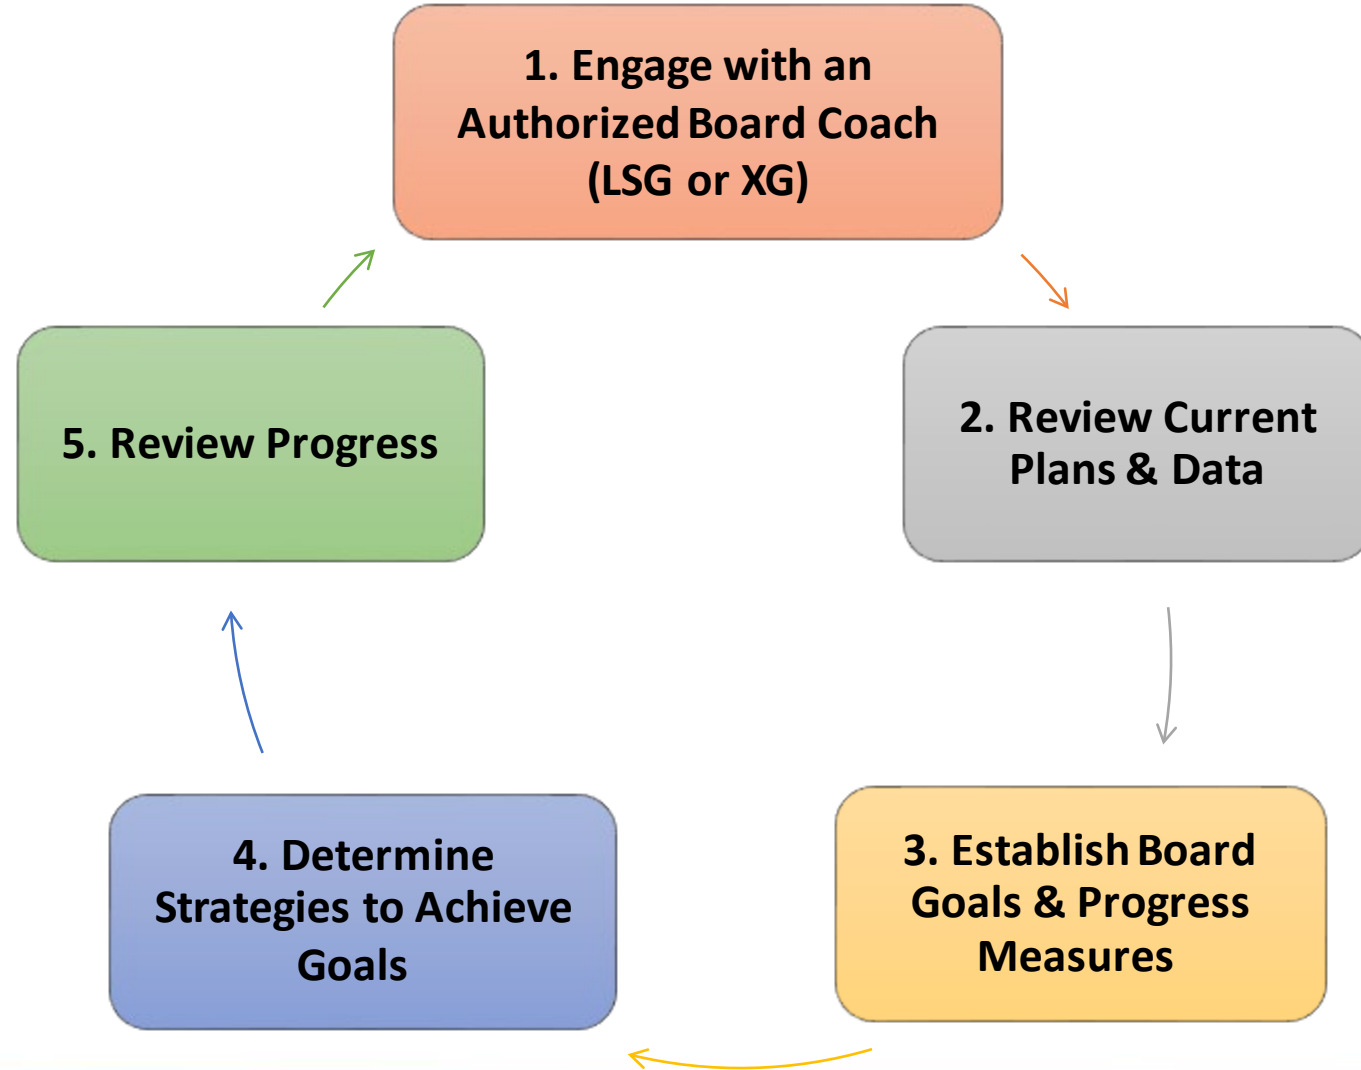 1. Engage with an
Authorized Board Coach
(LSG or XG)
2. Review Current
Plans & Data
3. Establish Board
Goals & Progress
Measures
4. Determine
Strategies to Achieve
Goals
5. Review Progress